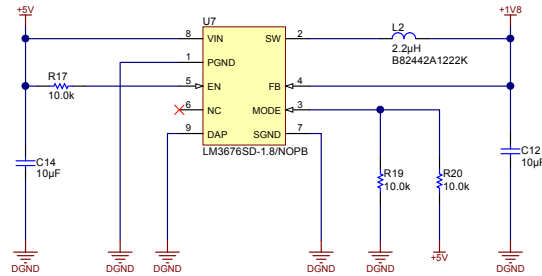 +5V
+1V8
U7
L2
8
VIN
SW
2
2.2µH
B82442A1222K
1
PGND
R17
10.0k
5
EN
FB
4
6
NC
MODE
3
9
DAP
SGND
7
LM3676SD-1.8/NOPB
C14
10µF
R19
10.0k
R20
10.0k
C12
10µF
+5V
DGND
DGND
DGND
DGND
DGND
DGND